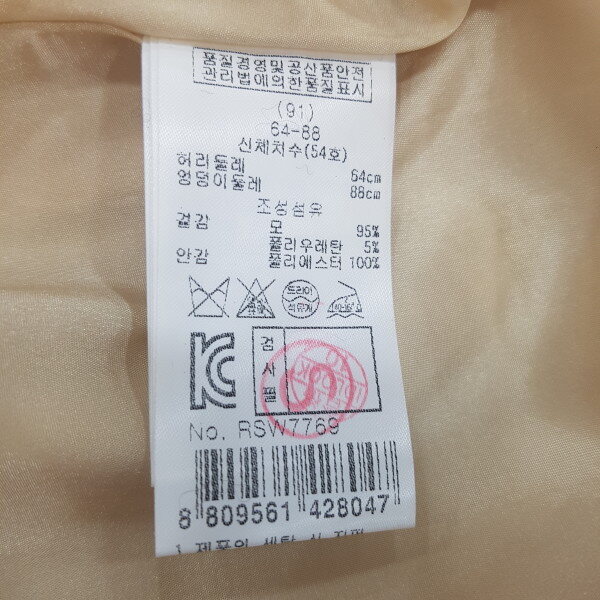 품질경영및공산품안전
관리법에의한품질표시
(91)
64-88
신체치수(54호)
허리둘레 64cm
엉덩이둘레 88cm
조성섬유
겉감 모 95%
폴리우레탄 5%
안감 폴리에스터 100%
드라이
석유계
검
사
필
No. RSW7769
8 809561 428047